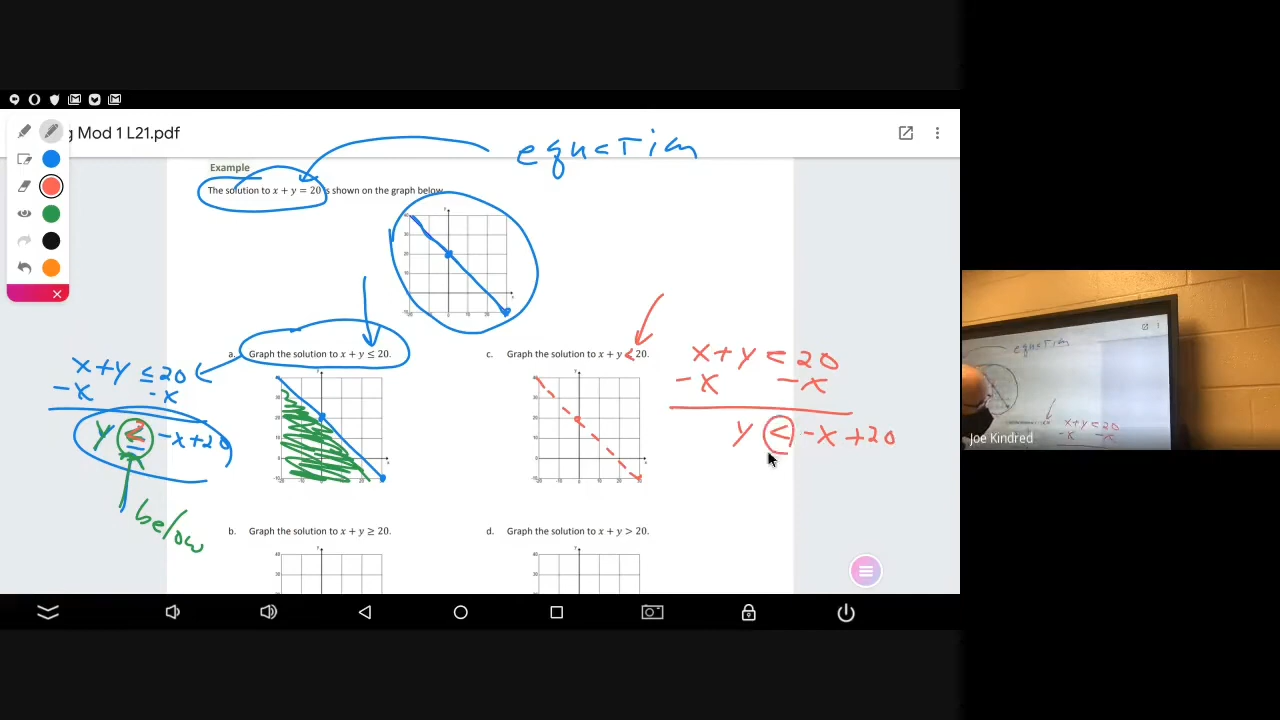 g Mod 1 L21.pdf
equation
Example
The solution to x + y = 20 is shown on the graph below
a. Graph the solution to x + y ≤ 20.
c. Graph the solution to x + y < 20.
x+y ≤ 20
-x -x
y ≤ -x+20
below
x+y < 20
-x -x
y < -x+20
Joe Kindred
b. Graph the solution to x + y ≥ 20.
d. Graph the solution to x + y > 20.